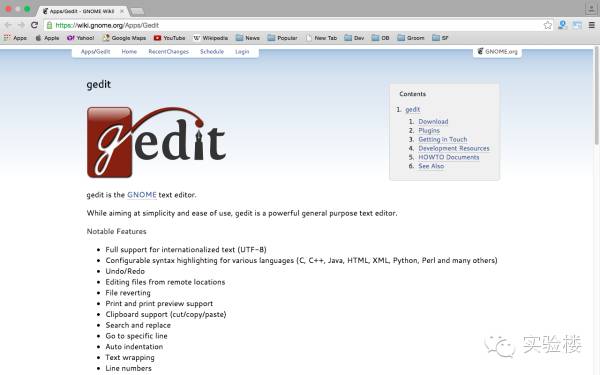 Apps/Gedit - GNOME Wiki
https://wiki.gnome.org/Apps/Gedit
Apps Apple Yahoo! Google Maps YouTube Wikipedia News Popular New Tab Dev OB Groom SF
Apps/Gedit Home RecentChanges Schedule Login GNOME.org
gedit
Contents
1. gedit
1. Download
2. Plugins
3. Getting in Touch
4. Development Resources
5. HOWTO Documents
6. See Also
gedit
gedit is the GNOME text editor.
While aiming at simplicity and ease of use, gedit is a powerful general purpose text editor.
Notable Features
• Full support for internationalized text (UTF-8)
• Configurable syntax highlighting for various languages (C, C++, Java, HTML, XML, Python, Perl and many others)
• Undo/Redo
• Editing files from remote locations
• File reverting
• Print and print preview support
• Clipboard support (cut/copy/paste)
• Search and replace
• Go to specific line
• Auto indentation
• Text wrapping
• Line numbers
实验楼